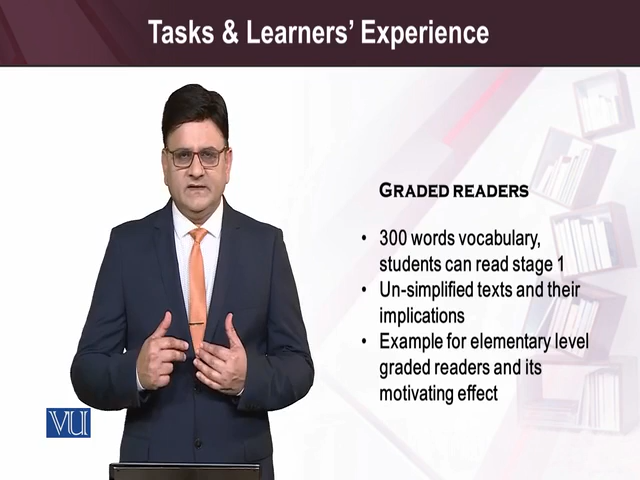 Tasks & Learners’ Experience
GRADED READERS
• 300 words vocabulary,
students can read stage 1
• Un-simplified texts and their
implications
• Example for elementary level
graded readers and its
motivating effect
VU